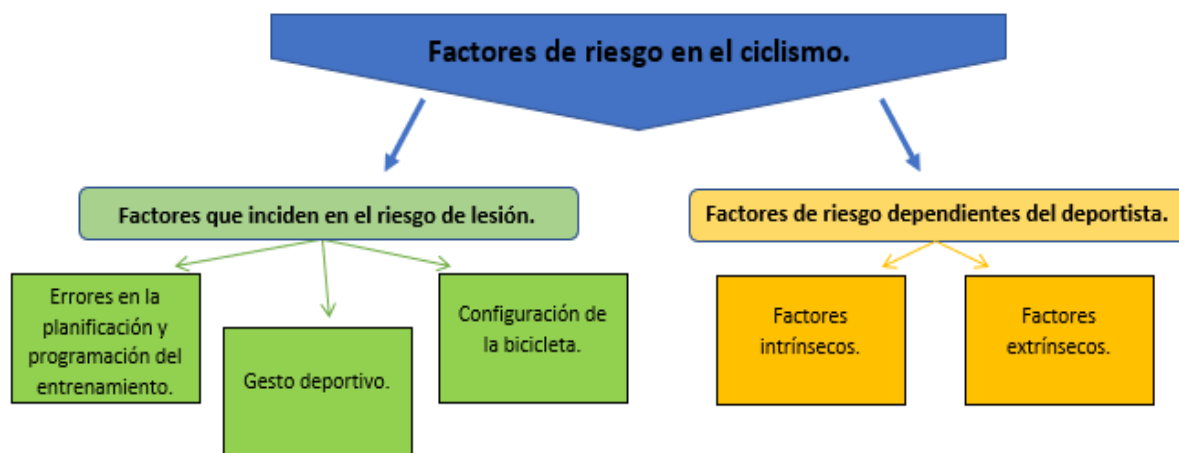 Factores de riesgo en el ciclismo.
Factores que inciden en el riesgo de lesión.
Factores de riesgo dependientes del deportista.
Errores en la
planificación y
programación del
entrenamiento.
Gesto deportivo.
Configuración de
la bicicleta.
Factores
intrínsecos.
Factores
extrínsecos.